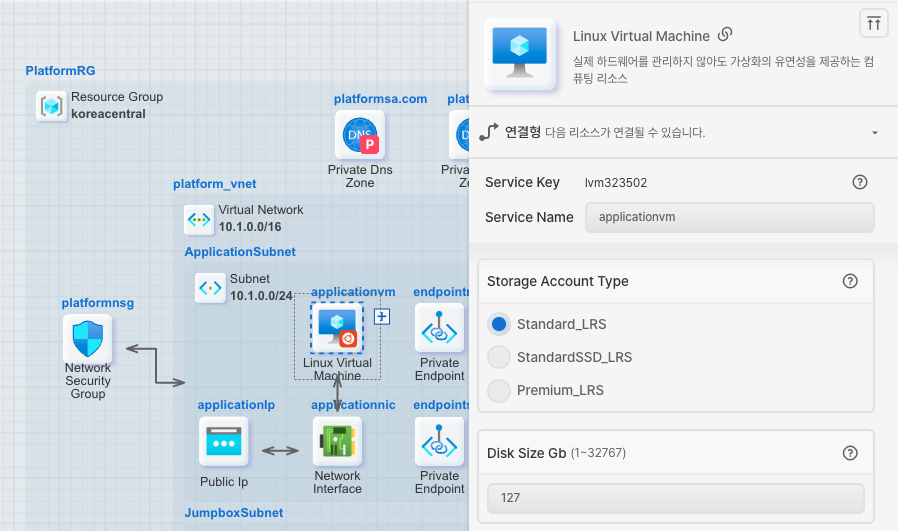 PlatformRG
Resource Group
koreacentral
platformsa.com
DNS
P
Private Dns
Zone
platform_vnet
Virtual Network
10.1.0.0/16
ApplicationSubnet
Subnet
10.1.0.0/24
platformnsg
Network
Security
Group
applicationvm
Linux Virtual
Machine
Private
Endpoint
applicationIp
Public Ip
applicationnic
Network
Interface
Private
Endpoint
JumpboxSubnet
Linux Virtual Machine
실제 하드웨어를 관리하지 않아도 가상화의 유연성을 제공하는 컴
퓨팅 리소스
연결형 다음 리소스가 연결될 수 있습니다.
Service Key lvm323502
Service Name applicationvm
Storage Account Type
Standard_LRS
StandardSSD_LRS
Premium_LRS
Disk Size Gb (1~32767)
127